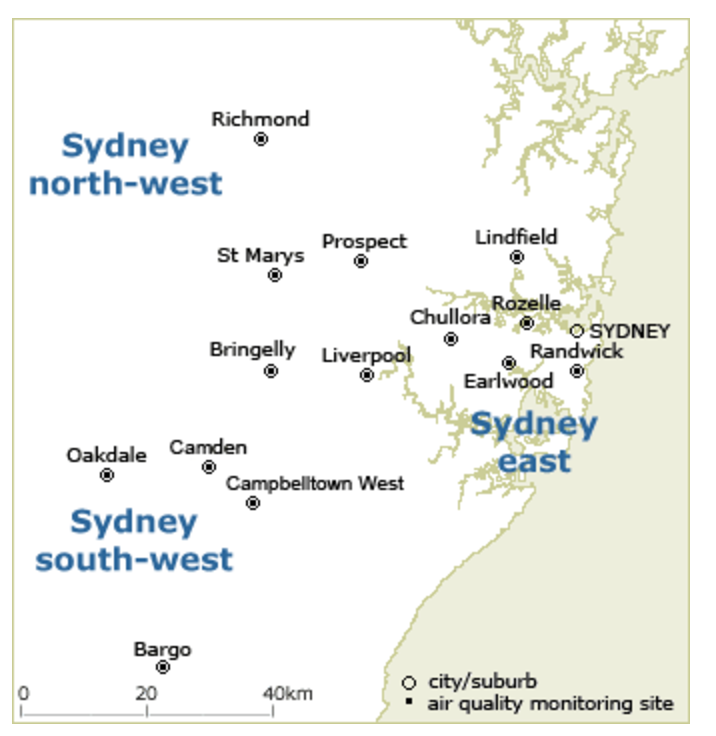 Richmond
Sydney
north-west
Lindfield
Prospect
St Marys
Rozelle
Chullora
SYDNEY
Bringelly
Liverpool
Randwick
Earlwood
Sydney
east
Camden
Oakdale
Campbelltown West
Sydney
south-west
Bargo
0 20 40km
city/suburb
air quality monitoring site